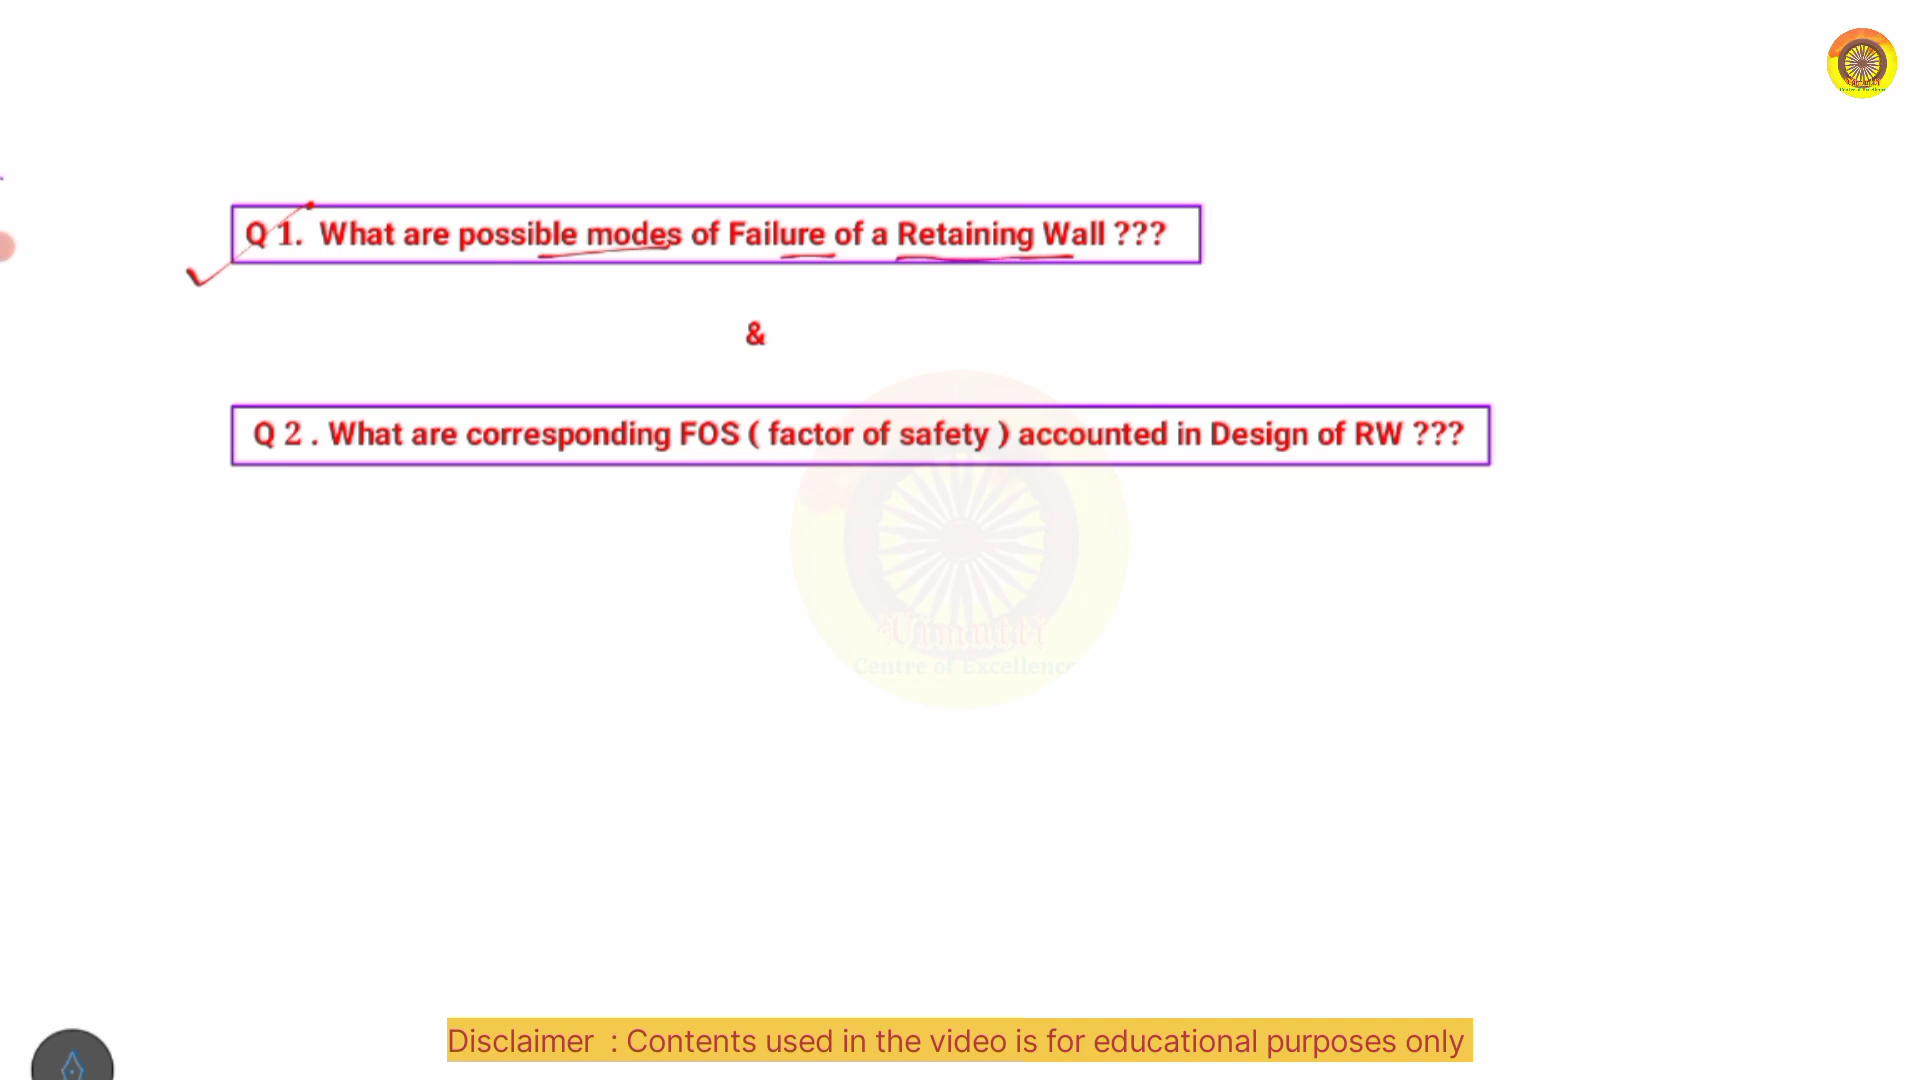 Q 1. What are possible modes of Failure of a Retaining Wall ???
&
Q 2 . What are corresponding FOS ( factor of safety ) accounted in Design of RW ???
Vimukti
Centre of Excellence
Disclaimer : Contents used in the video is for educational purposes only